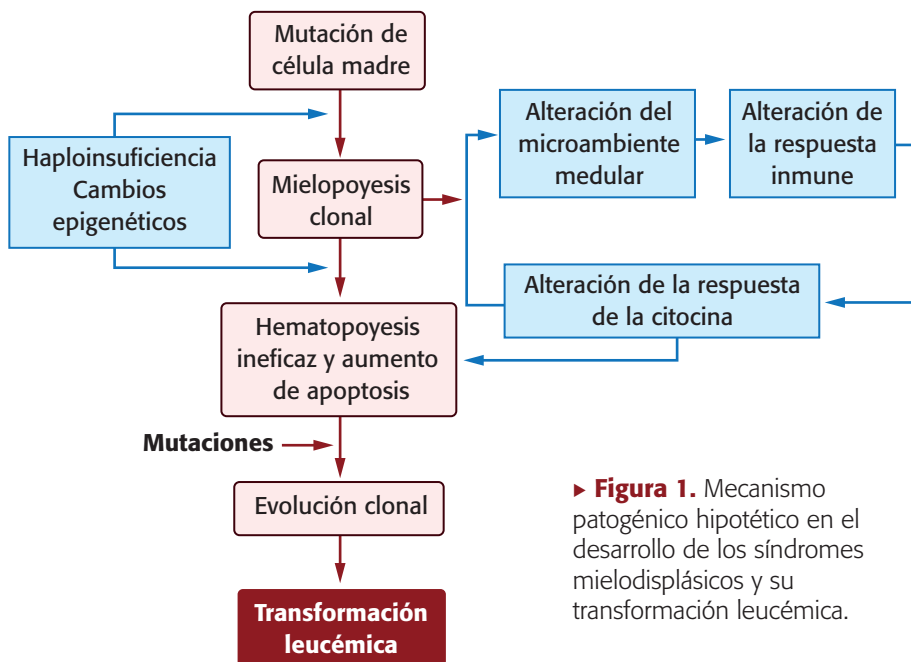 Mutación de
célula madre
Haploinsuficiencia
Cambios
epigenéticos
Mielopoyesis
clonal
Alteración del
microambiente
medular
Alteración de
la respuesta
inmune
Alteración de la respuesta
de la citocina
Hematopoyesis
ineficaz y aumento
de apoptosis
Mutaciones
Evolución clonal
Transformación
leucémica
▸ Figura 1. Mecanismo
patogénico hipotético en el
desarrollo de los síndromes
mielodisplásicos y su
transformación leucémica.